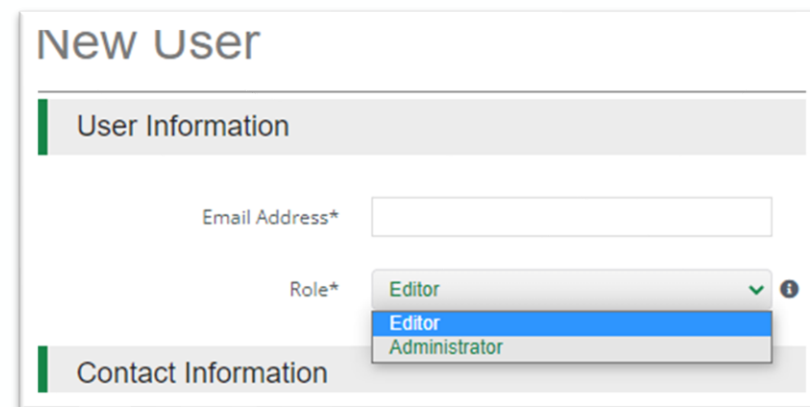 New User
User Information
Email Address*
Role*
Editor
Editor
Administrator
Contact Information